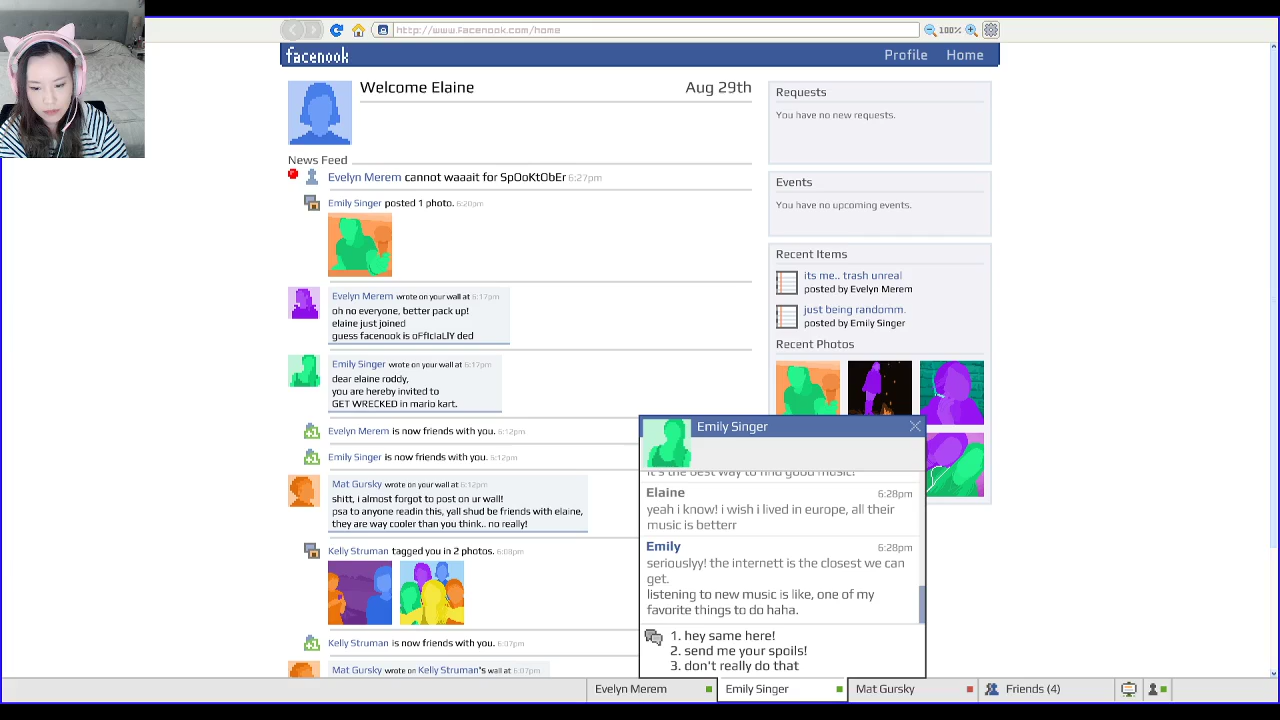 http://www.facenook.com/home
100%
facenook
Profile
Home
Welcome Elaine
Aug 29th
News Feed
Evelyn Merem cannot waaait for SpOoKtObEr 6:27pm
Emily Singer posted 1 photo. 6:20pm
Evelyn Merem wrote on your wall at 6:17pm
oh no everyone, better pack up!
elaine just joined
guess facenook is oFfIciaLlY ded
Emily Singer wrote on your wall at 6:17pm
dear elaine roddy,
you are hereby invited to
GET WRECKED in mario kart.
+1
Evelyn Merem is now friends with you. 6:12pm
+1
Emily Singer is now friends with you. 6:12pm
Mat Gursky wrote on your wall at 6:12pm
shitt, i almost forgot to post on ur wall!
psa to anyone readin this, yall shud be friends with elaine,
they are way cooler than you think.. no really!
Kelly Struman tagged you in 2 photos. 6:08pm
+1
Kelly Struman is now friends with you. 6:07pm
Mat Gursky wrote on Kelly Struman's wall at 6:07pm
Requests
You have no new requests.
Events
You have no upcoming events.
Recent Items
its me.. trash unreal
posted by Evelyn Merem
just being randomm.
posted by Emily Singer
Recent Photos
Emily Singer
it's the best way to find good music!
Elaine 6:28pm
yeah i know! i wish i lived in europe, all their
music is betterr
Emily 6:28pm
seriouslyy! the internett is the closest we can
get.
listening to new music is like, one of my
favorite things to do haha.
1. hey same here!
2. send me your spoils!
3. don't really do that
Evelyn Merem
Emily Singer
Mat Gursky
Friends (4)